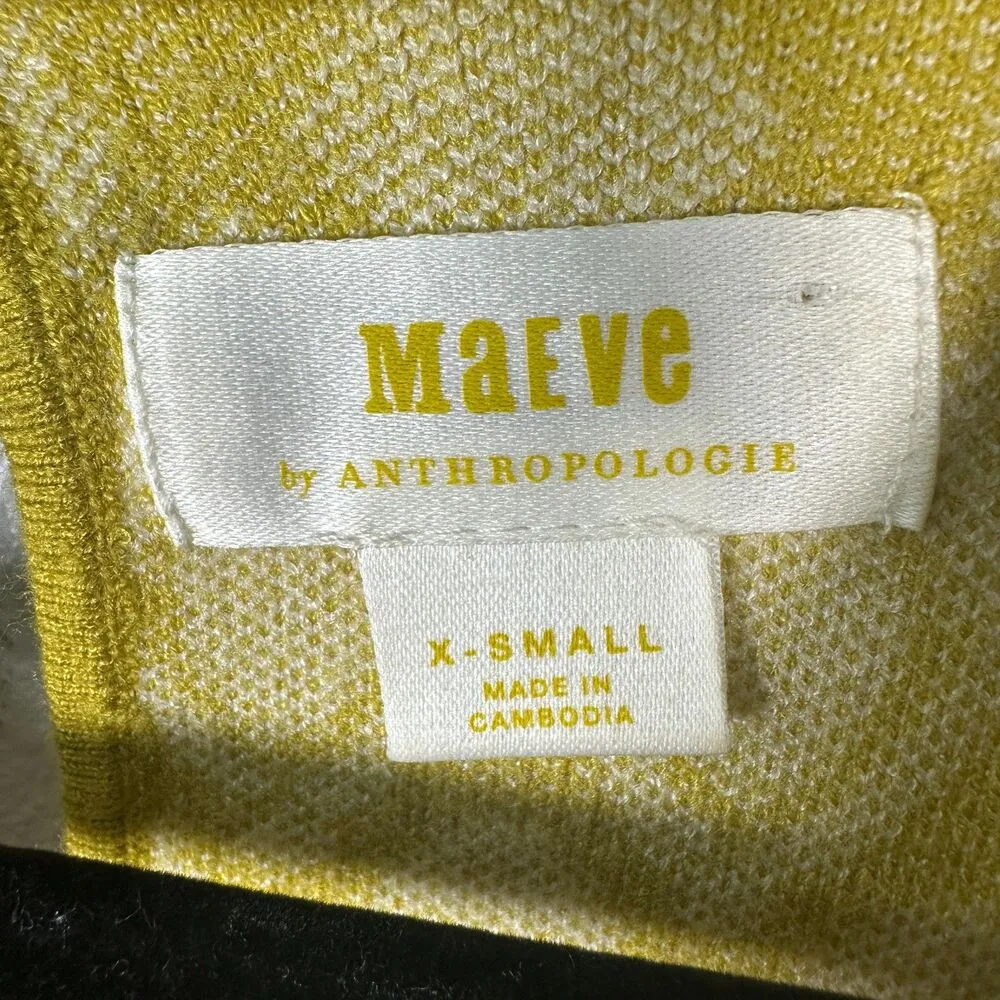 MaEve
by ANTHROPOLOGIE
X-SMALL
MADE IN
CAMBODIA